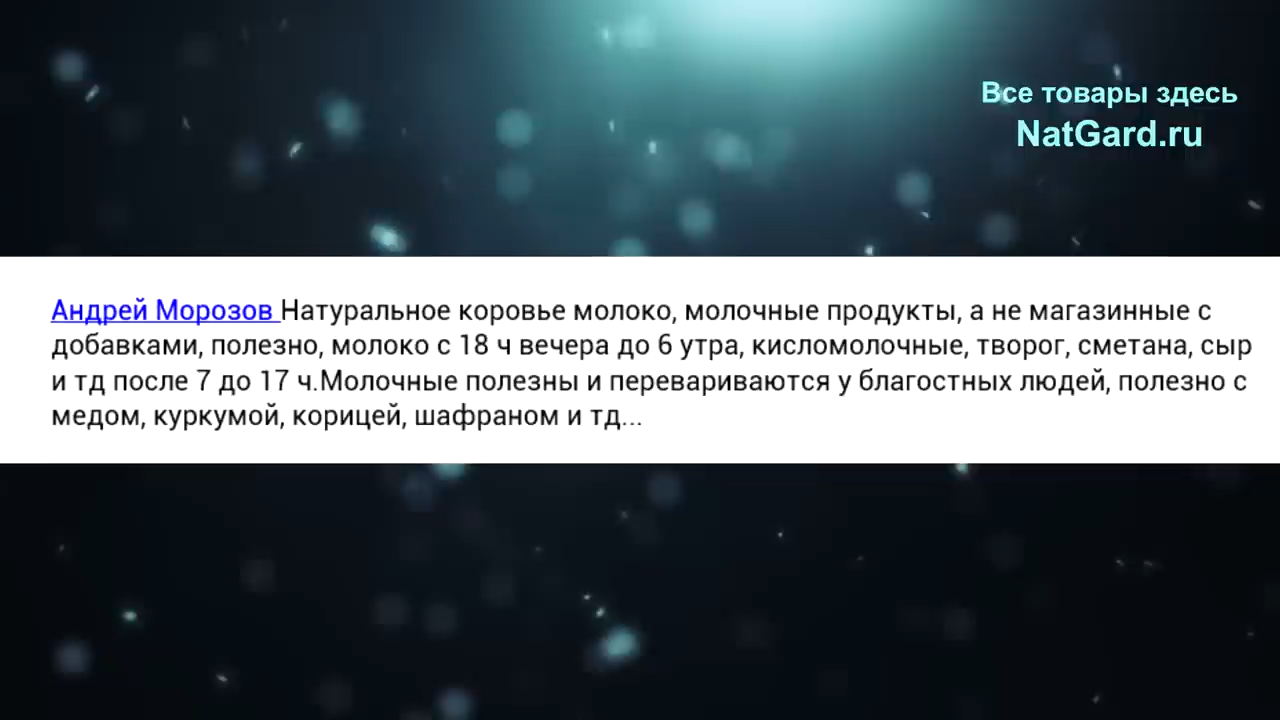 Все товары здесь
NatGard.ru
Андрей Морозов Натуральное коровье молоко, молочные продукты, а не магазинные с
добавками, полезно, молоко с 18 ч вечера до 6 утра, кисломолочные, творог, сметана, сыр
и тд после 7 до 17 ч.Молочные полезны и перевариваются у благостных людей, полезно с
медом, куркумой, корицей, шафраном и тд...